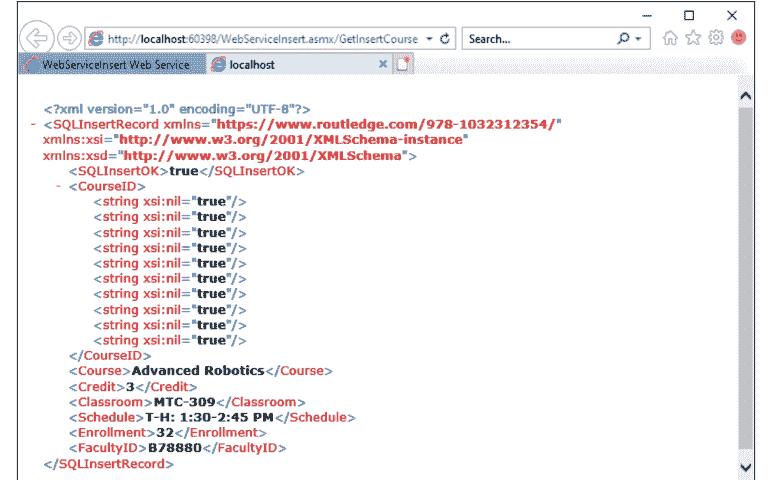 http://localhost:60398/WebServiceInsert.asmx/GetInsertCourse
Search...
WebServiceInsert Web Service
localhost
<?xml version="1.0" encoding="UTF-8"?>
- <SQLInsertRecord xmlns="https://www.routledge.com/978-1032312354/"
xmlns:xsi="http://www.w3.org/2001/XMLSchema-instance"
xmlns:xsd="http://www.w3.org/2001/XMLSchema">
<SQLInsertOK>true</SQLInsertOK>
- <CourseID>
<string xsi:nil="true"/>
<string xsi:nil="true"/>
<string xsi:nil="true"/>
<string xsi:nil="true"/>
<string xsi:nil="true"/>
<string xsi:nil="true"/>
<string xsi:nil="true"/>
<string xsi:nil="true"/>
<string xsi:nil="true"/>
<string xsi:nil="true"/>
</CourseID>
<Course>Advanced Robotics</Course>
<Credit>3</Credit>
<Classroom>MTC-309</Classroom>
<Schedule>T-H: 1:30-2:45 PM</Schedule>
<Enrollment>32</Enrollment>
<FacultyID>B78880</FacultyID>
</SQLInsertRecord>